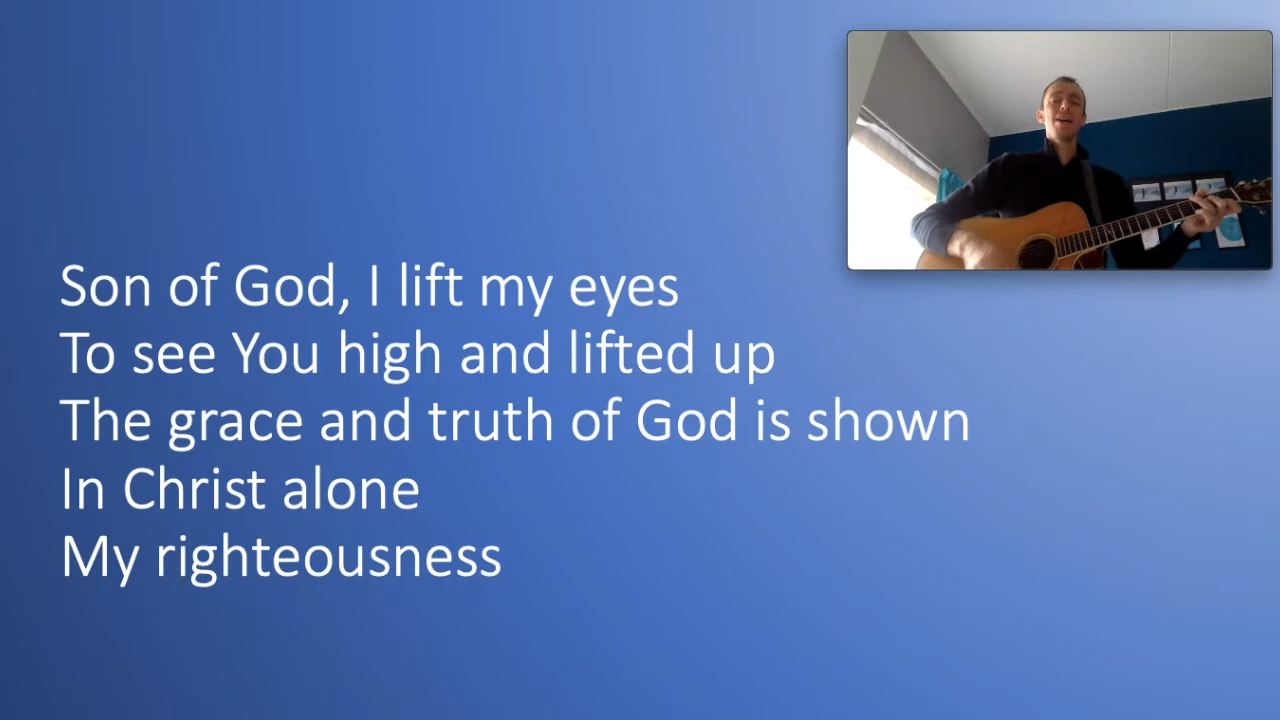 Son of God, I lift my eyes
To see You high and lifted up
The grace and truth of God is shown
In Christ alone
My righteousness